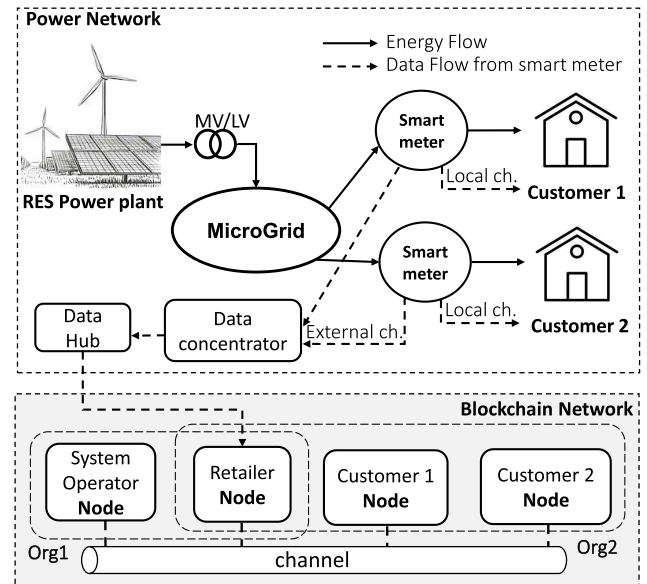 Power Network
Energy Flow
Data Flow from smart meter
MV/LV
Smart
meter
Local ch.
RES Power plant
Customer 1
MicroGrid
Smart
meter
Local ch.
Customer 2
Data
Hub
Data
concentrator
External ch.
Blockchain Network
System
Operator
Node
Retailer
Node
Customer 1
Node
Customer 2
Node
Org1
channel
Org2